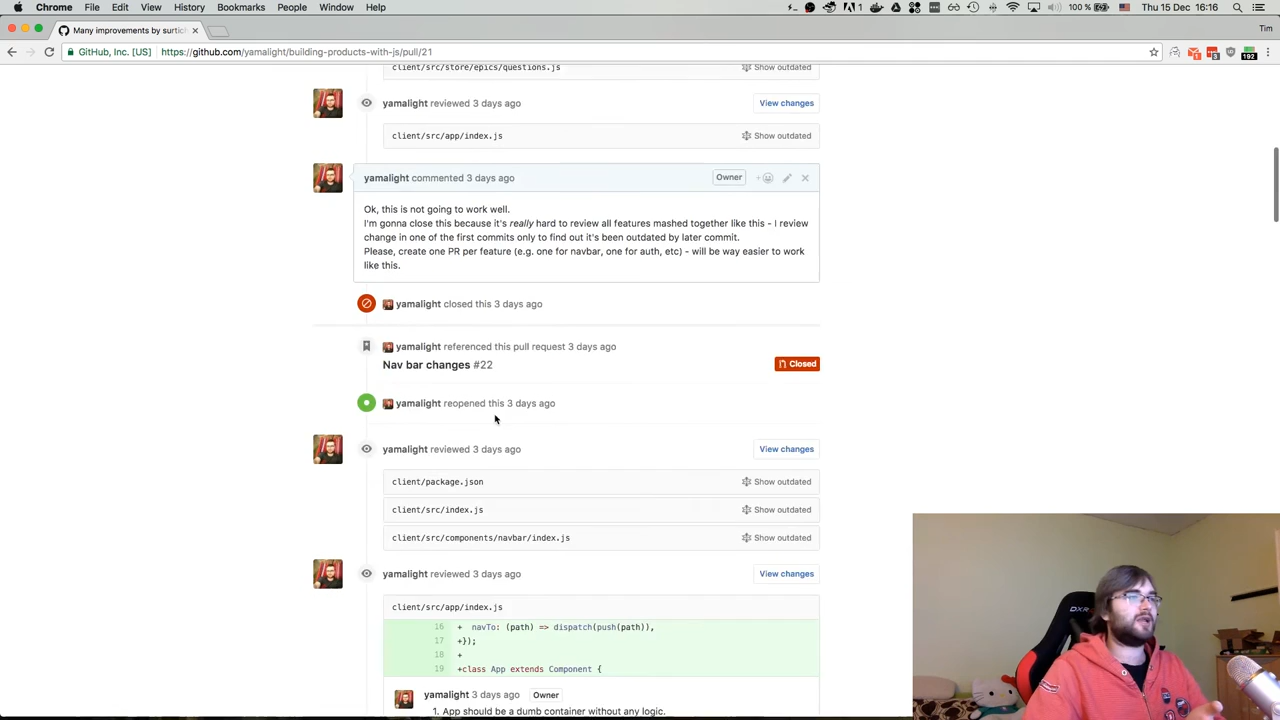 Chrome File Edit View History Bookmarks People Window Help
100 % Thu 15 Dec 16:16
Many improvements by surtic
Tim
GitHub, Inc. [US] https://github.com/yamalight/building-products-with-js/pull/21
192
client/src/store/epics/questions.js Show outdated
yamalight reviewed 3 days ago View changes
client/src/app/index.js Show outdated
yamalight commented 3 days ago Owner
Ok, this is not going to work well.
I'm gonna close this because it's really hard to review all features mashed together like this - I review
change in one of the first commits only to find out it's been outdated by later commit.
Please, create one PR per feature (e.g. one for navbar, one for auth, etc) - will be way easier to work
like this.
yamalight closed this 3 days ago
yamalight referenced this pull request 3 days ago
Nav bar changes #22 Closed
yamalight reopened this 3 days ago
yamalight reviewed 3 days ago View changes
client/package.json Show outdated
client/src/index.js Show outdated
client/src/components/navbar/index.js Show outdated
yamalight reviewed 3 days ago View changes
client/src/app/index.js
16 + navTo: (path) => dispatch(push(path)),
17 +});
18 +
19 +class App extends Component {
yamalight 3 days ago Owner
1. App should be a dumb container without any logic.
DXR